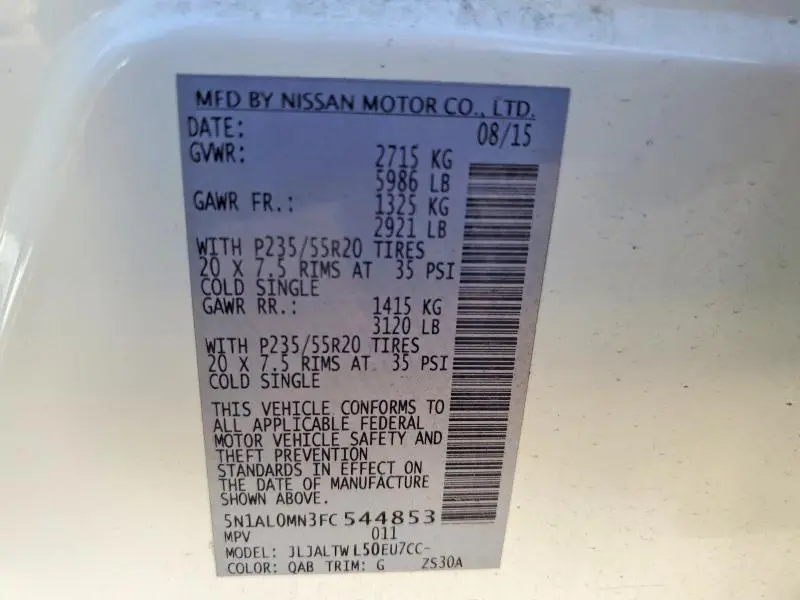 MFD BY NISSAN MOTOR CO., LTD.
DATE: 08/15
GVWR: 2715 KG
5986 LB
GAWR FR.: 1325 KG
2921 LB
WITH P235/55R20 TIRES
20 X 7.5 RIMS AT 35 PSI
COLD SINGLE
GAWR RR.: 1415 KG
3120 LB
WITH P235/55R20 TIRES
20 X 7.5 RIMS AT 35 PSI
COLD SINGLE
THIS VEHICLE CONFORMS TO
ALL APPLICABLE FEDERAL
MOTOR VEHICLE SAFETY AND
THEFT PREVENTION
STANDARDS IN EFFECT ON
THE DATE OF MANUFACTURE
SHOWN ABOVE.
5N1AL0MN3FC544853
MPV 011
MODEL: JLJALTWL50EU7CC-
COLOR: QAB TRIM: G ZS30A